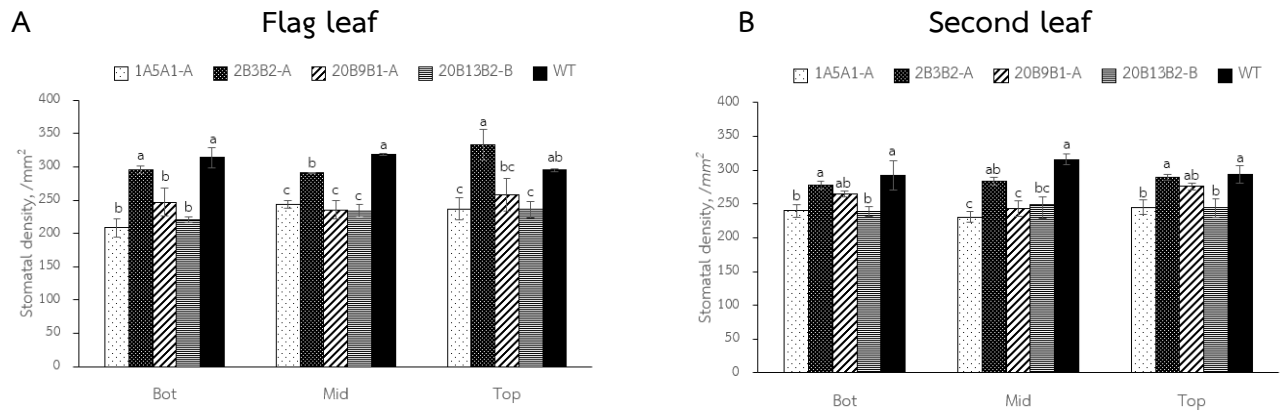 A
Flag leaf
1A5A1-A 2B3B2-A 20B9B1-A 20B13B2-B WT
Stomatal density, /mm²
400
350
300
250
200
150
100
50
0
b a b b a
c b c c a
c a bc c ab
Bot Mid Top
B
Second leaf
1A5A1-A 2B3B2-A 20B9B1-A 20B13B2-B WT
Stomatal density, /mm²
400
350
300
250
200
150
100
50
0
b a ab b a
c ab c bc a
b a ab b a
Bot Mid Top